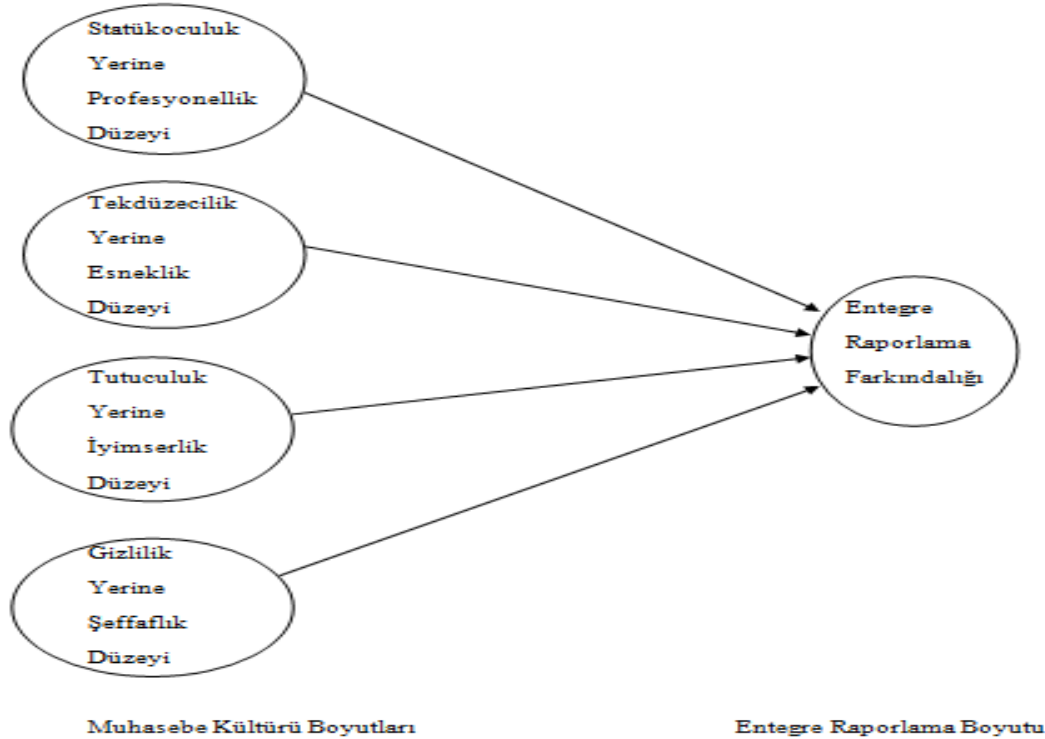 Statükoculuk
Yerine
Profesyonellik
Düzeyi
Tekdüzecilik
Yerine
Esneklik
Düzeyi
Tutuculuk
Yerine
İyimserlik
Düzeyi
Gizlilik
Yerine
Şeffaflık
Düzeyi
Entegre
Raporlama
Farkındalığı
Muhasebe Kültürü Boyutları
Entegre Raporlama Boyutu